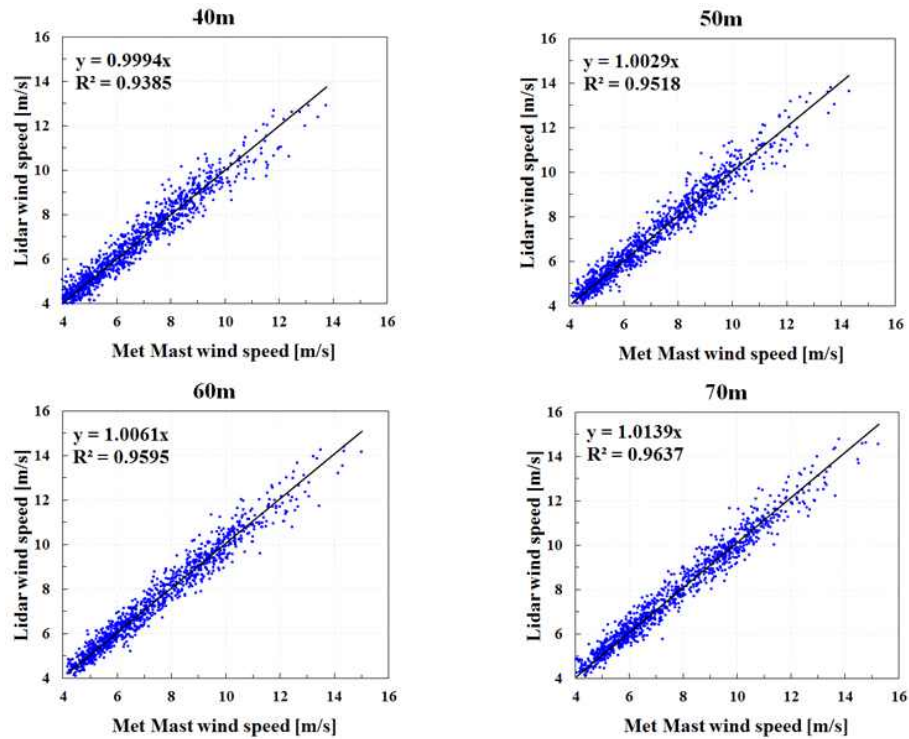 40m
16
14
12
10
8
6
4
y = 0.9994x
R² = 0.9385
Lidar wind speed [m/s]
4 6 8 10 12 14 16
Met Mast wind speed [m/s]
50m
16
14
12
10
8
6
4
y = 1.0029x
R² = 0.9518
Lidar wind speed [m/s]
4 6 8 10 12 14 16
Met Mast wind speed [m/s]
60m
16
14
12
10
8
6
4
y = 1.0061x
R² = 0.9595
Lidar wind speed [m/s]
4 6 8 10 12 14 16
Met Mast wind speed [m/s]
70m
16
14
12
10
8
6
4
y = 1.0139x
R² = 0.9637
Lidar wind speed [m/s]
4 6 8 10 12 14 16
Met Mast wind speed [m/s]